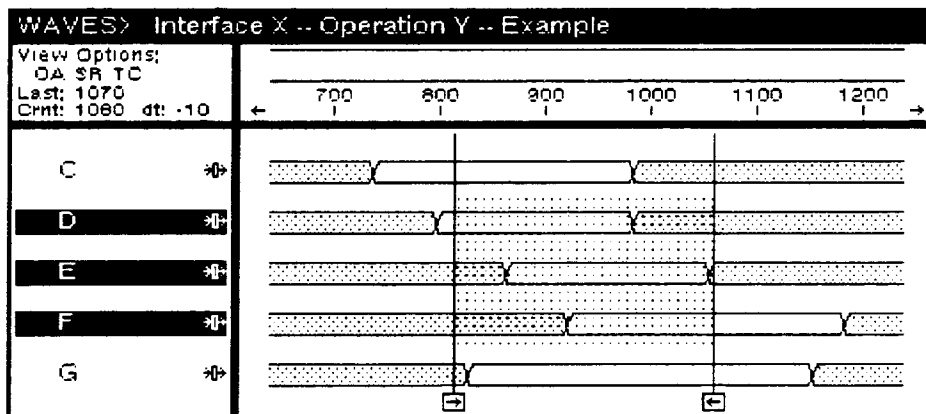 WAVES> Interface X -- Operation Y -- Example
View Options:
OA SR TC
Last: 1070
Crnt: 1060 dt: -10
← 700 800 900 1000 1100 1200 →
C
D
E
F
G